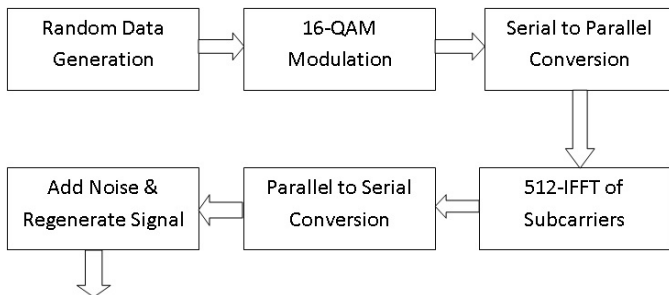 Random Data
Generation
16-QAM
Modulation
Serial to Parallel
Conversion
512-IFFT of
Subcarriers
Parallel to Serial
Conversion
Add Noise &
Regenerate Signal